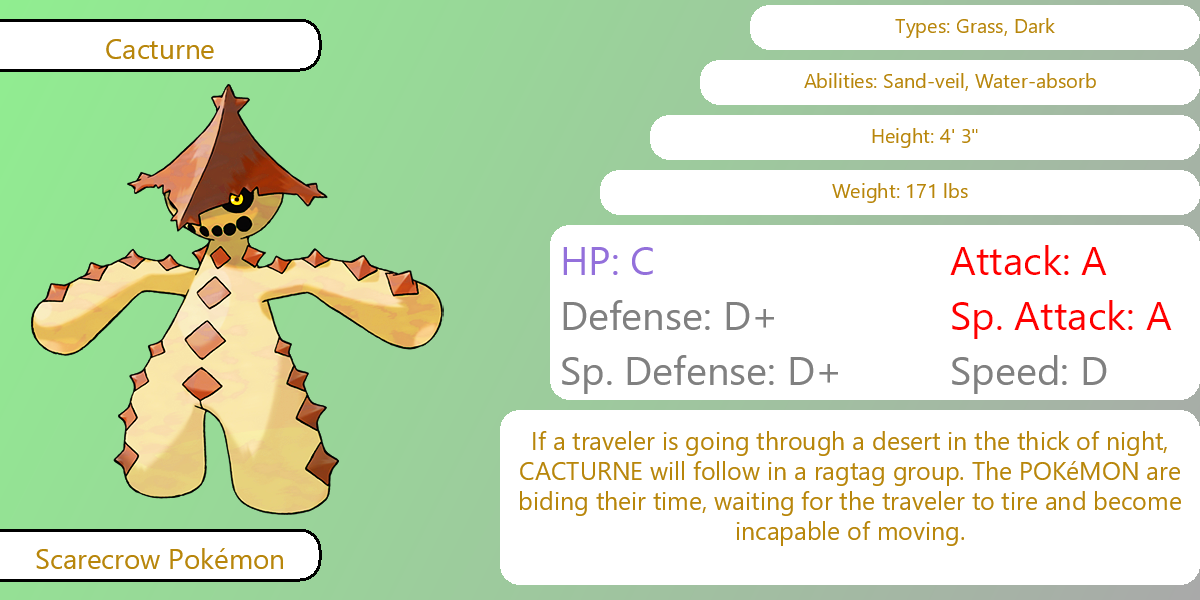 Cacturne
Types: Grass, Dark
Abilities: Sand-veil, Water-absorb
Height: 4' 3"
Weight: 171 lbs
HP: C
Attack: A
Defense: D+
Sp. Attack: A
Sp. Defense: D+
Speed: D
If a traveler is going through a desert in the thick of night,
CACTURNE will follow in a ragtag group. The POKéMON are
biding their time, waiting for the traveler to tire and become
incapable of moving.
Scarecrow Pokémon